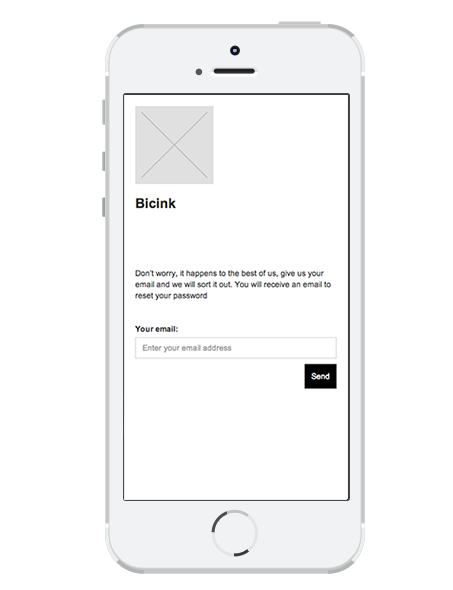 Bicink
Don't worry, it happens to the best of us, give us your
email and we will sort it out. You will receive an email to
reset your password
Your email:
Enter your email address
Send